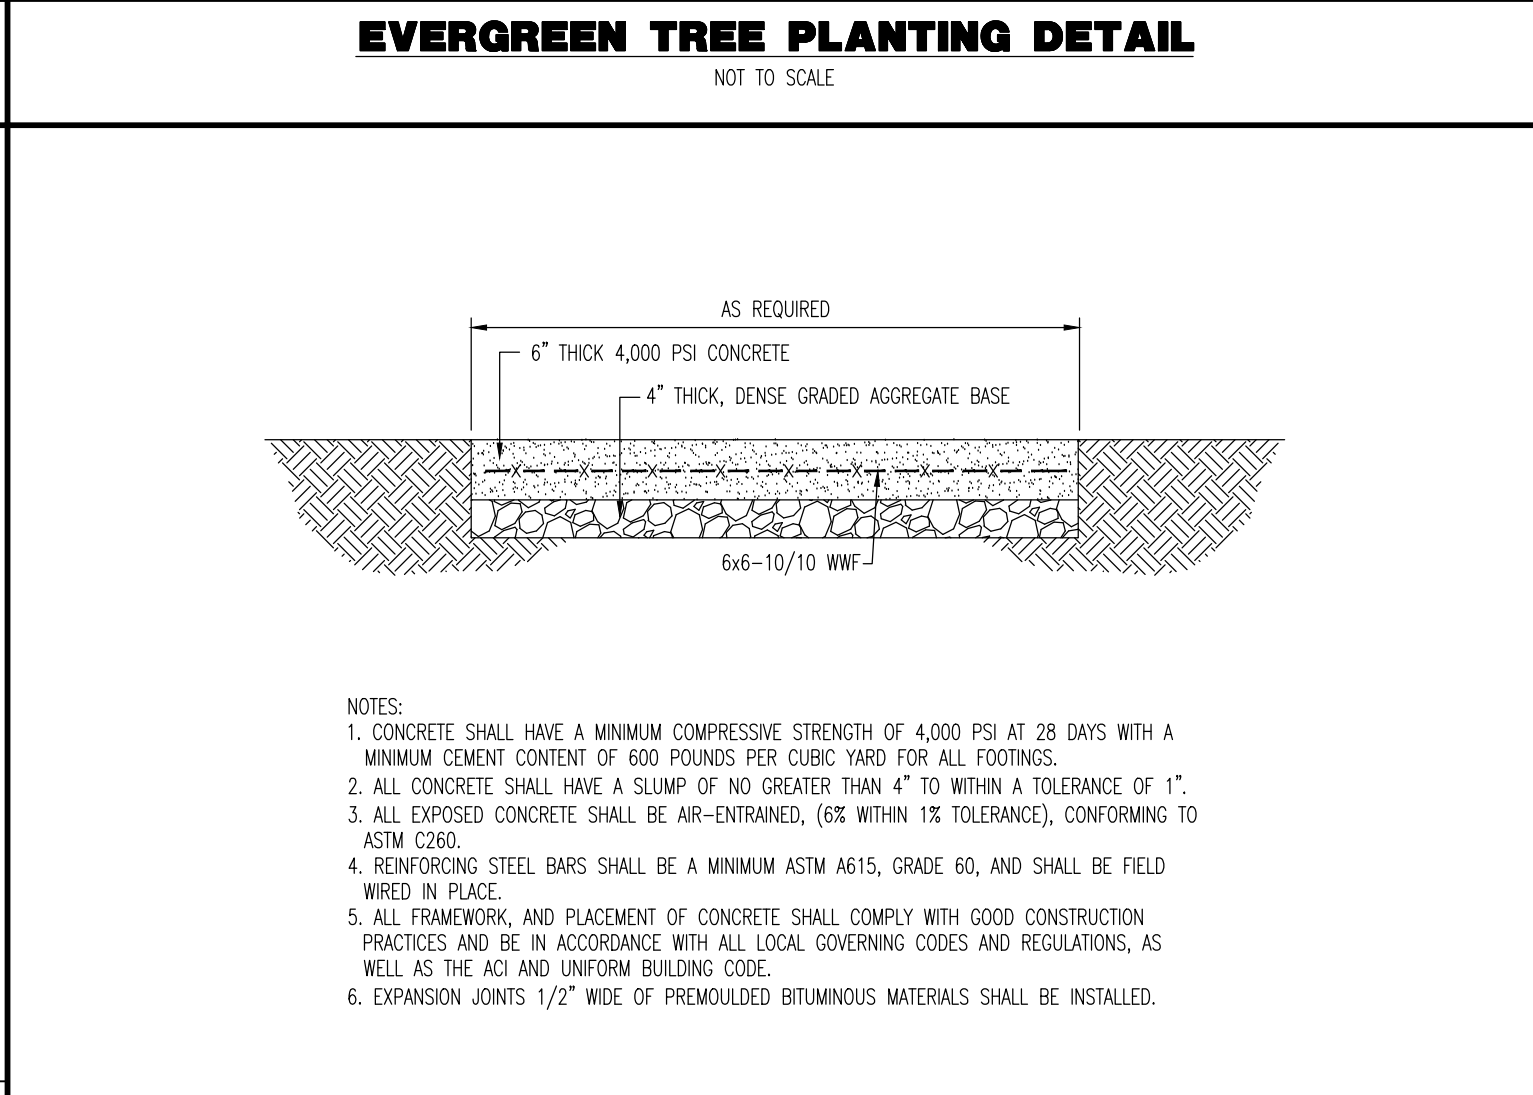 EVERGREEN TREE PLANTING DETAIL
NOT TO SCALE
AS REQUIRED
6” THICK 4,000 PSI CONCRETE
4” THICK, DENSE GRADED AGGREGATE BASE
6x6-10/10 WWF
NOTES:
1. CONCRETE SHALL HAVE A MINIMUM COMPRESSIVE STRENGTH OF 4,000 PSI AT 28 DAYS WITH A
MINIMUM CEMENT CONTENT OF 600 POUNDS PER CUBIC YARD FOR ALL FOOTINGS.
2. ALL CONCRETE SHALL HAVE A SLUMP OF NO GREATER THAN 4” TO WITHIN A TOLERANCE OF 1”.
3. ALL EXPOSED CONCRETE SHALL BE AIR-ENTRAINED, (6% WITHIN 1% TOLERANCE), CONFORMING TO
ASTM C260.
4. REINFORCING STEEL BARS SHALL BE A MINIMUM ASTM A615, GRADE 60, AND SHALL BE FIELD
WIRED IN PLACE.
5. ALL FRAMEWORK, AND PLACEMENT OF CONCRETE SHALL COMPLY WITH GOOD CONSTRUCTION
PRACTICES AND BE IN ACCORDANCE WITH ALL LOCAL GOVERNING CODES AND REGULATIONS, AS
WELL AS THE ACI AND UNIFORM BUILDING CODE.
6. EXPANSION JOINTS 1/2” WIDE OF PREMOULDED BITUMINOUS MATERIALS SHALL BE INSTALLED.